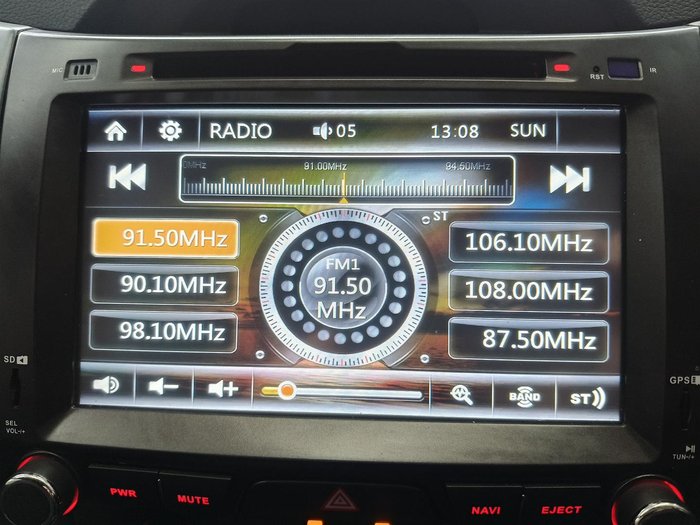 MIC
RST
IR
RADIO 05 13:08 SUN
91.00MHz 94.50MHz
ST
91.50MHz
90.10MHz
98.10MHz
FM1
91.50
MHz
106.10MHz
108.00MHz
87.50MHz
BAND ST
SD
SEL
VOL-/+
GPS
TUN-/+
PWR MUTE NAVI EJECT